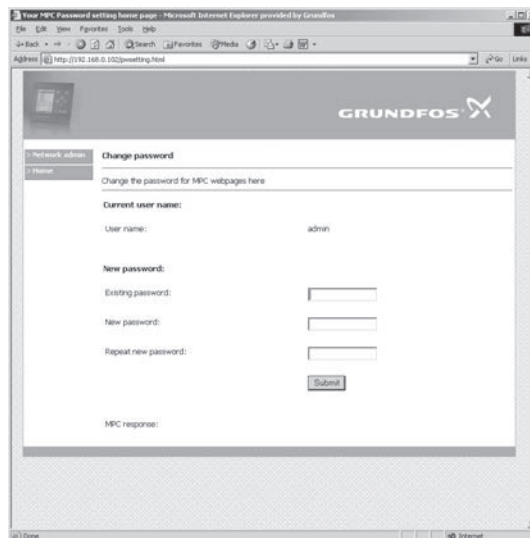 Your MPC Password setting home page - Microsoft Internet Explorer provided by Grundfos
File Edit View Favorites Tools Help
Back Search Favorites Media
Address http://192.168.0.102/pwsetting.html Go Links
GRUNDFOS
> Network admin
> Home
Change password
Change the password for MPC webpages here
Current user name:
User name: admin
New password:
Existing password:
New password:
Repeat new password:
Submit
MPC response:
Done Internet